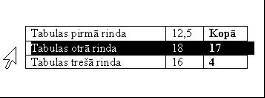 Tabulas pirmā rinda 12,5 Kopā
Tabulas otrā rinda 18 17
Tabulas trešā rinda 16 4